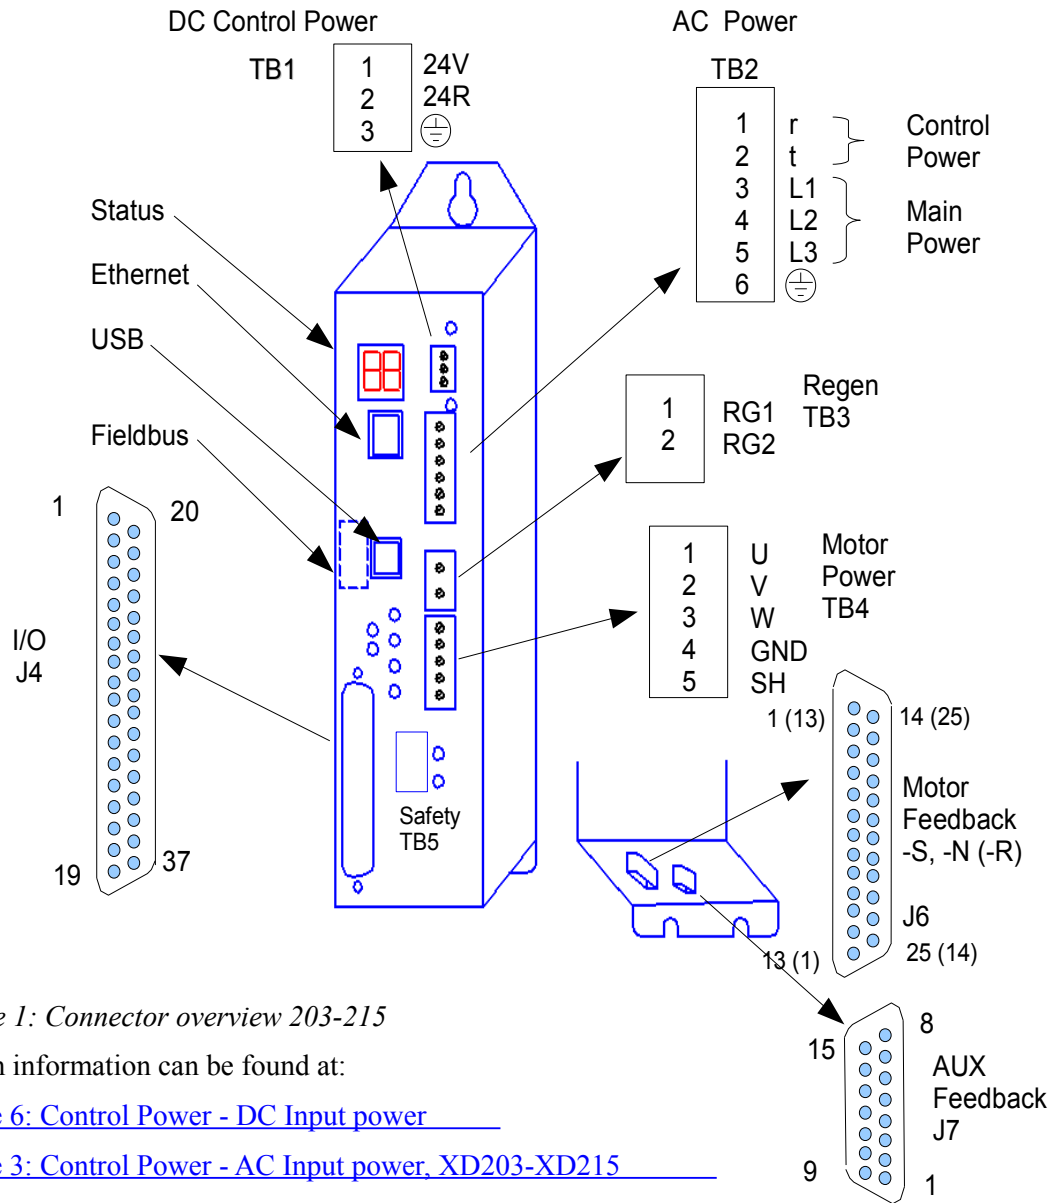 DC Control Power
AC Power
TB1
1 24V
2 24R
3
TB2
1 r
2 t
Control
Power
3 L1
4 L2
5 L3
Main
Power
6
Status
Ethernet
USB
Fieldbus
1
20
I/O
J4
19
37
1 RG1
2 RG2
Regen
TB3
1 U
2 V
3 W
4 GND
5 SH
Motor
Power
TB4
Safety
TB5
1 (13)
14 (25)
Motor
Feedback
-S, -N (-R)
J6
13 (1)
25 (14)
8
15
AUX
Feedback
J7
9
1
e 1: Connector overview 203-215
n information can be found at:
e 6: Control Power - DC Input power
e 3: Control Power - AC Input power, XD203-XD215